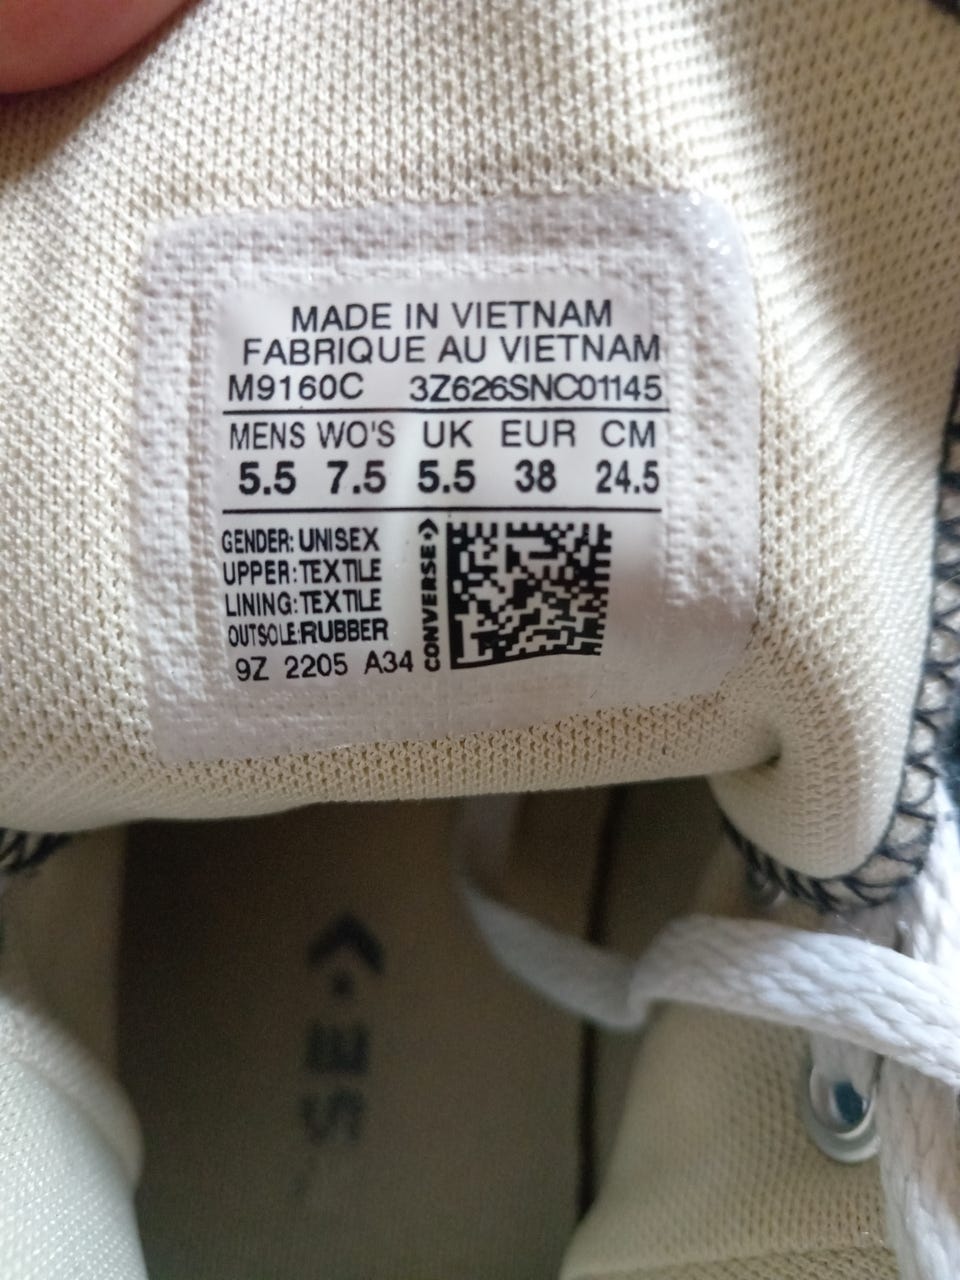 MADE IN VIETNAM
FABRIQUE AU VIETNAM
M9160C 3Z626SNC01145
MENS WO'S UK EUR CM
5.5 7.5 5.5 38 24.5
GENDER: UNISEX
UPPER: TEXTILE
LINING: TEXTILE
OUTSOLE:RUBBER
9Z 2205 A34
CONVERSE